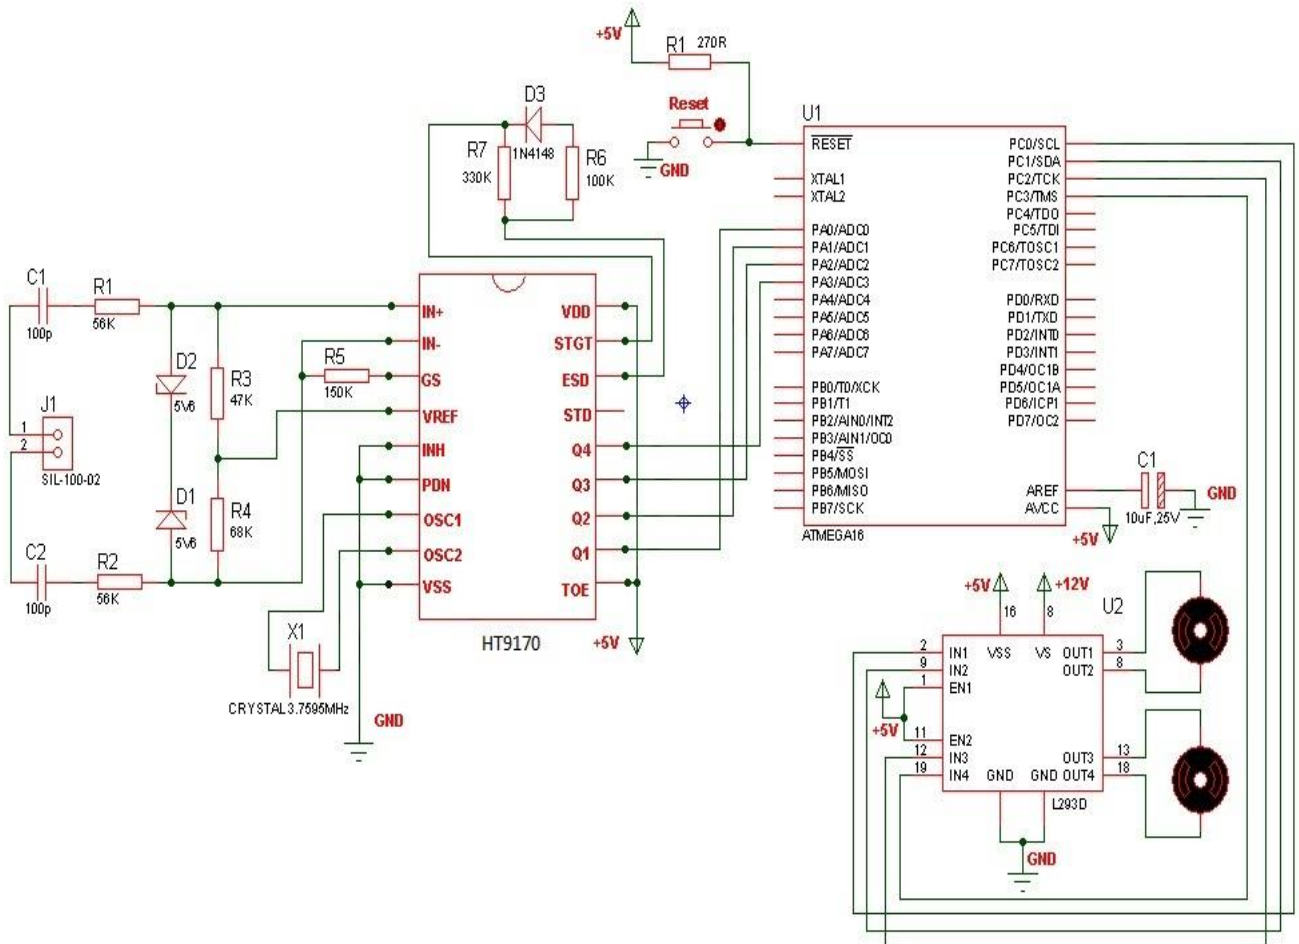 +5V
R1 270R
Reset
GND
D3
1N4148
R7
330K
R6
100K
C1
100p
R1
56K
D2
5V6
R3
47K
R5
150K
J1
1
2
SIL-100-02
D1
5V6
R4
68K
C2
100p
R2
56K
IN+
IN-
GS
VREF
INH
PDN
OSC1
OSC2
VSS
VDD
STGT
ESD
STD
Q4
Q3
Q2
Q1
TOE
HT9170
+5V
X1
CRYSTAL3.7595MHz
GND
U1
RESET
XTAL1
XTAL2
PA0/ADC0
PA1/ADC1
PA2/ADC2
PA3/ADC3
PA4/ADC4
PA5/ADC5
PA6/ADC6
PA7/ADC7
PB0/T0/XCK
PB1/T1
PB2/AIN0/INT2
PB3/AIN1/OC0
PB4/SS
PB5/MOSI
PB6/MISO
PB7/SCK
PC0/SCL
PC1/SDA
PC2/TCK
PC3/TMS
PC4/TDO
PC5/TDI
PC6/TOSC1
PC7/TOSC2
PD0/RXD
PD1/TXD
PD2/INT0
PD3/INT1
PD4/OC1B
PD5/OC1A
PD6/ICP1
PD7/OC2
AREF
AVCC
ATMEGA16
C1
10uF,25V
GND
+5V
+5V
+12V
U2
16
8
VSS
VS
2 IN1
9 IN2
1 EN1
+5V
11 EN2
12 IN3
19 IN4
OUT1 3
OUT2 8
OUT3 13
OUT4 18
GND
GND
L293D
GND